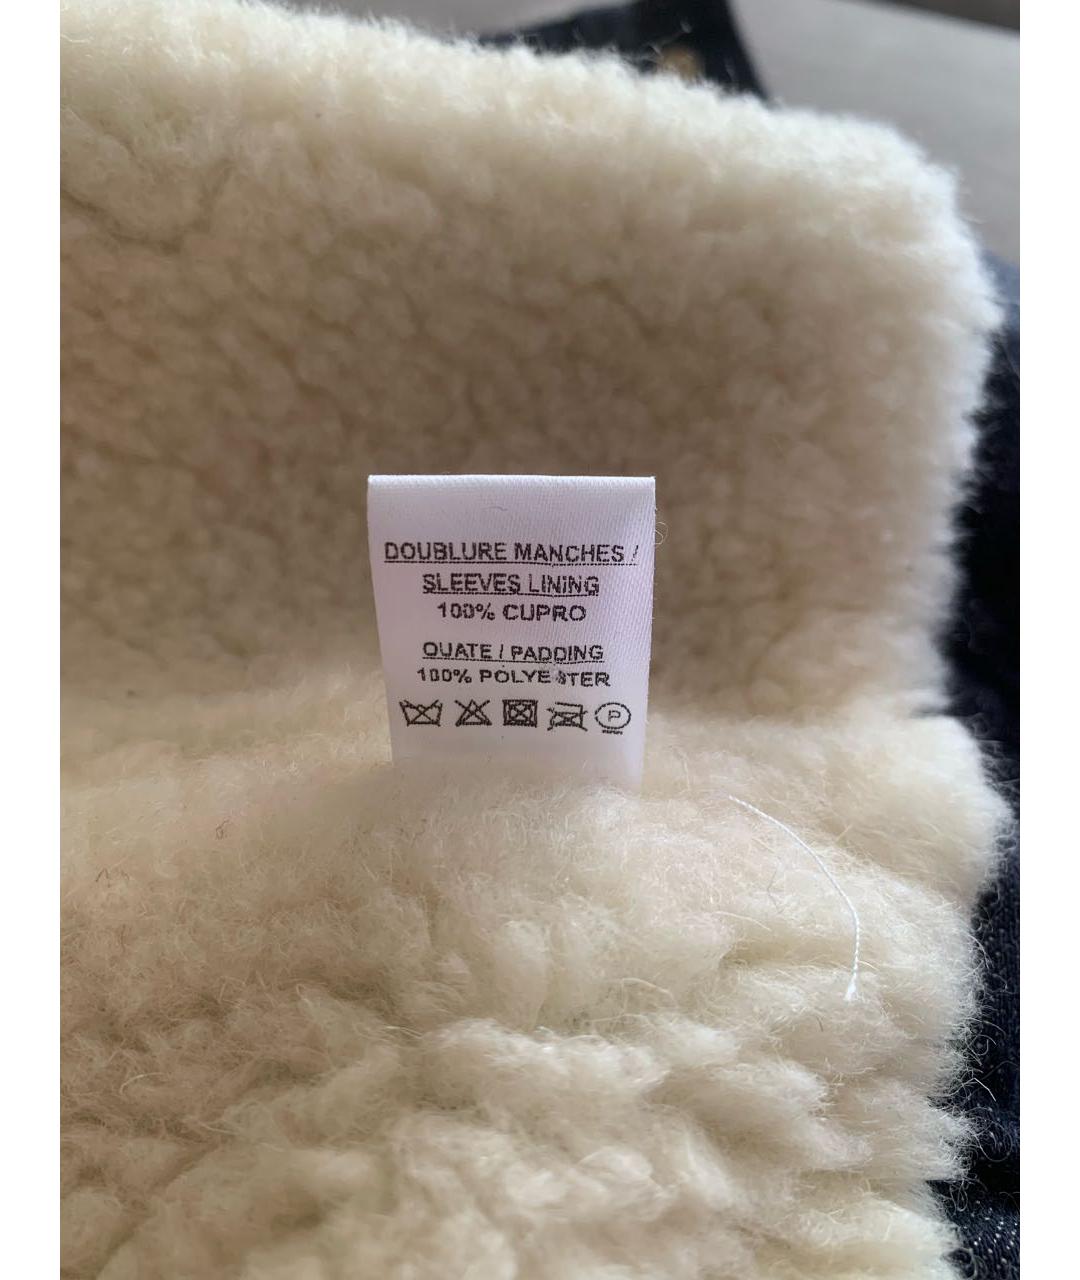 DOUBLURE MANCHES /
SLEEVES LINING
100% CUPRO
OUATE / PADDING
100% POLYESTER
P